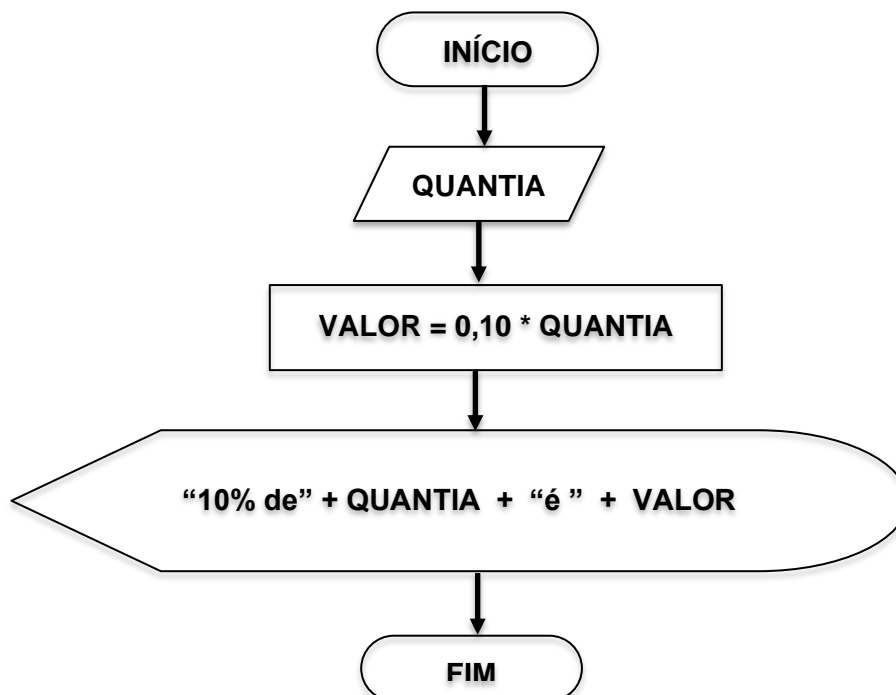 INÍCIO
QUANTIA
VALOR = 0,10 * QUANTIA
“10% de” + QUANTIA + “é ” + VALOR
FIM